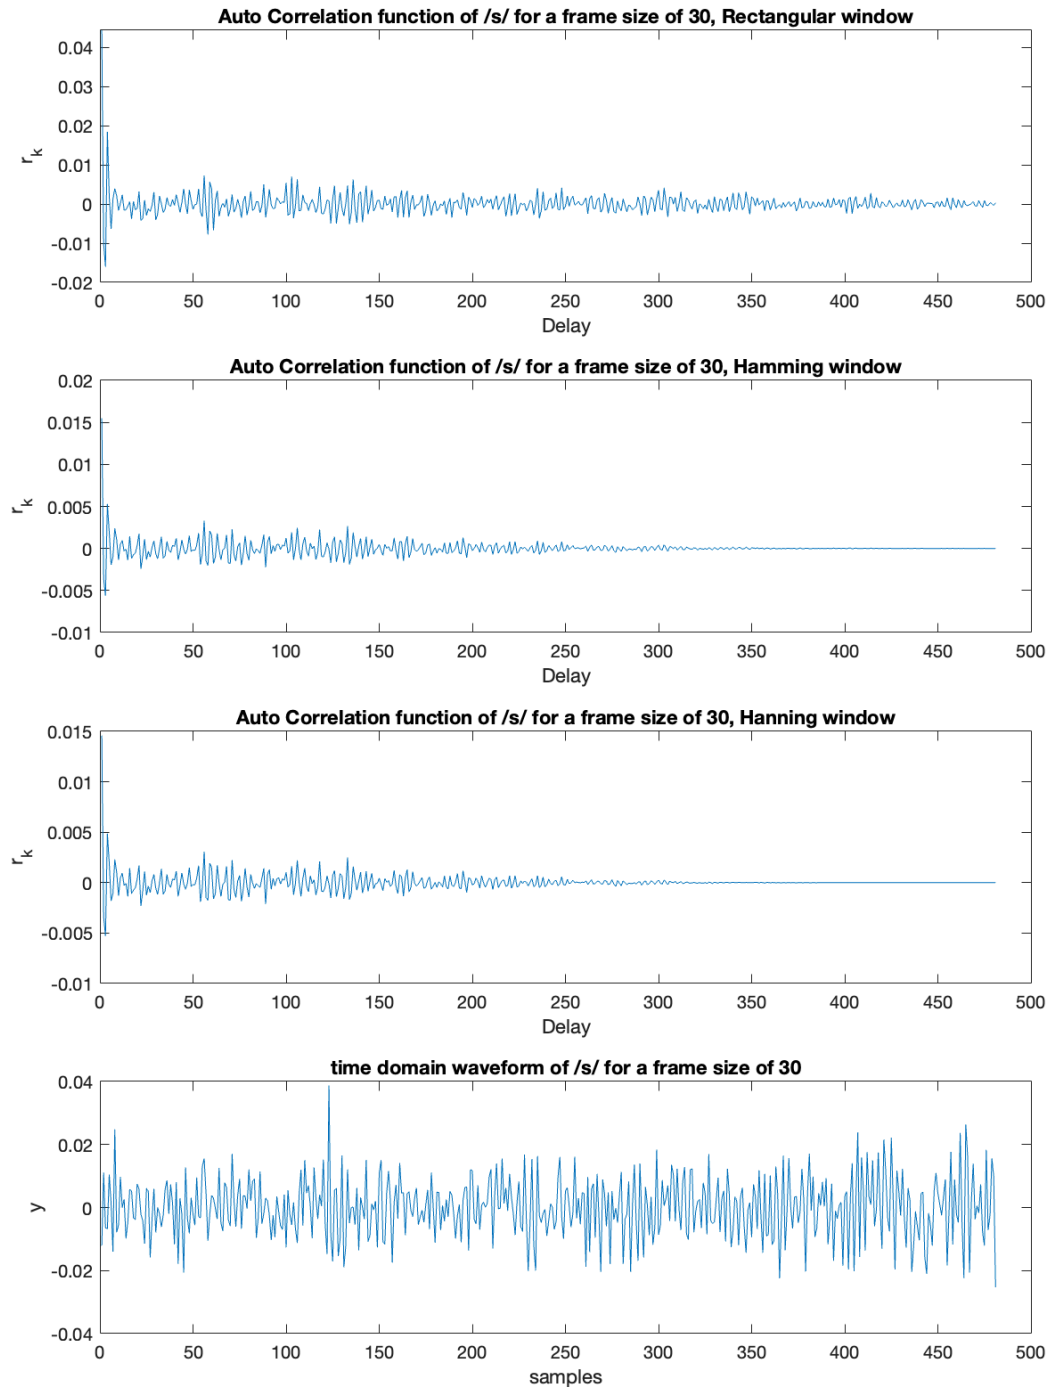 Auto Correlation function of /s/ for a frame size of 30, Rectangular window
0.04
0.03
0.02
0.01
0
-0.01
-0.02
r_k
0 50 100 150 200 250 300 350 400 450 500
Delay
Auto Correlation function of /s/ for a frame size of 30, Hamming window
0.02
0.015
0.01
0.005
0
-0.005
-0.01
r_k
0 50 100 150 200 250 300 350 400 450 500
Delay
Auto Correlation function of /s/ for a frame size of 30, Hanning window
0.015
0.01
0.005
0
-0.005
-0.01
r_k
0 50 100 150 200 250 300 350 400 450 500
Delay
time domain waveform of /s/ for a frame size of 30
0.04
0.02
0
-0.02
-0.04
y
0 50 100 150 200 250 300 350 400 450 500
samples